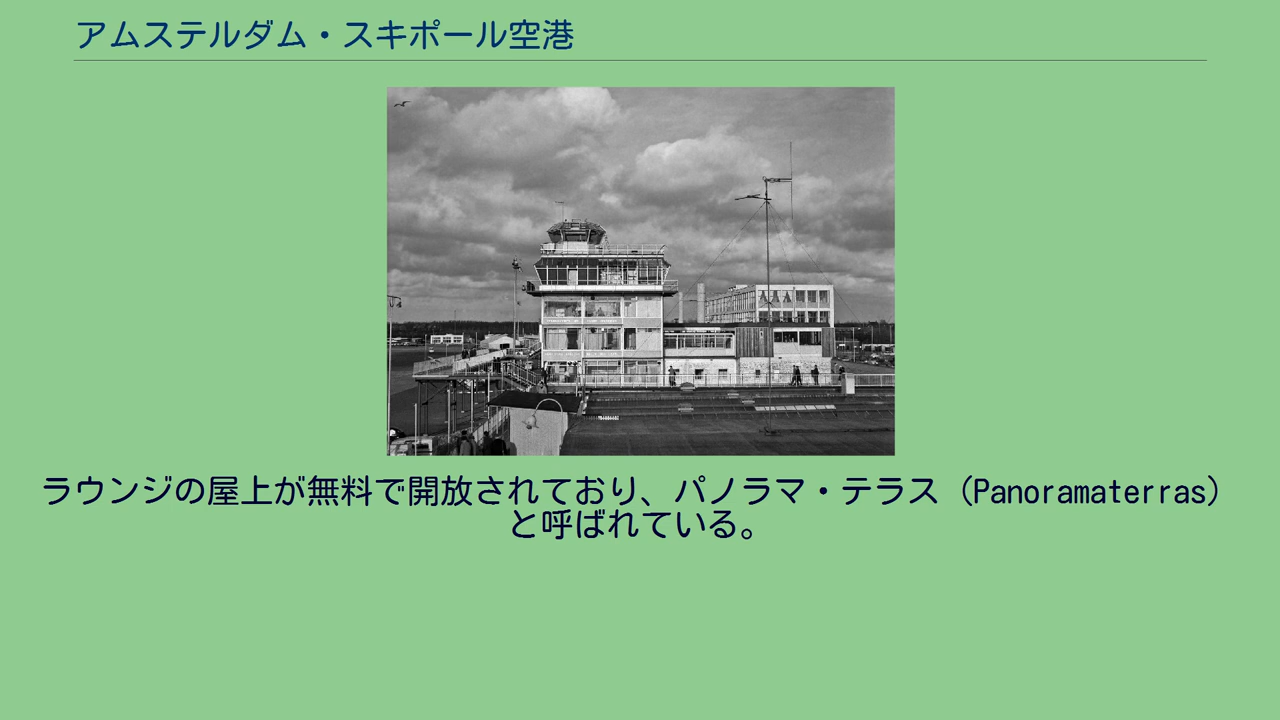 アムステルダム・スキポール空港
ラウンジの屋上が無料で開放されており、パノラマ・テラス（Panoramaterras）
と呼ばれている。